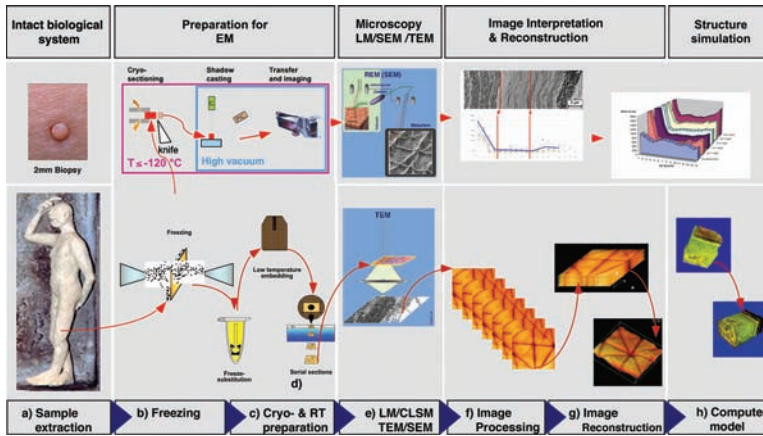 Intact biological
system
Preparation for
EM
Microscopy
LM/SEM /TEM
Image Interpretation
& Reconstruction
Structure
simulation
2mm Biopsy
Cryo-
sectioning
Shadow
casting
Transfer
and imaging
knife
T ≤ -120 °C
High vacuum
REM (SEM)
Freezing
Low temperature
embedding
Freeze-
substitution
d)
Serial sections
TEM
a) Sample
extraction
b) Freezing
c) Cryo- & RT
preparation
e) LM/CLSM
TEM/SEM
f) Image
Processing
g) Image
Reconstruction
h) Computer
model